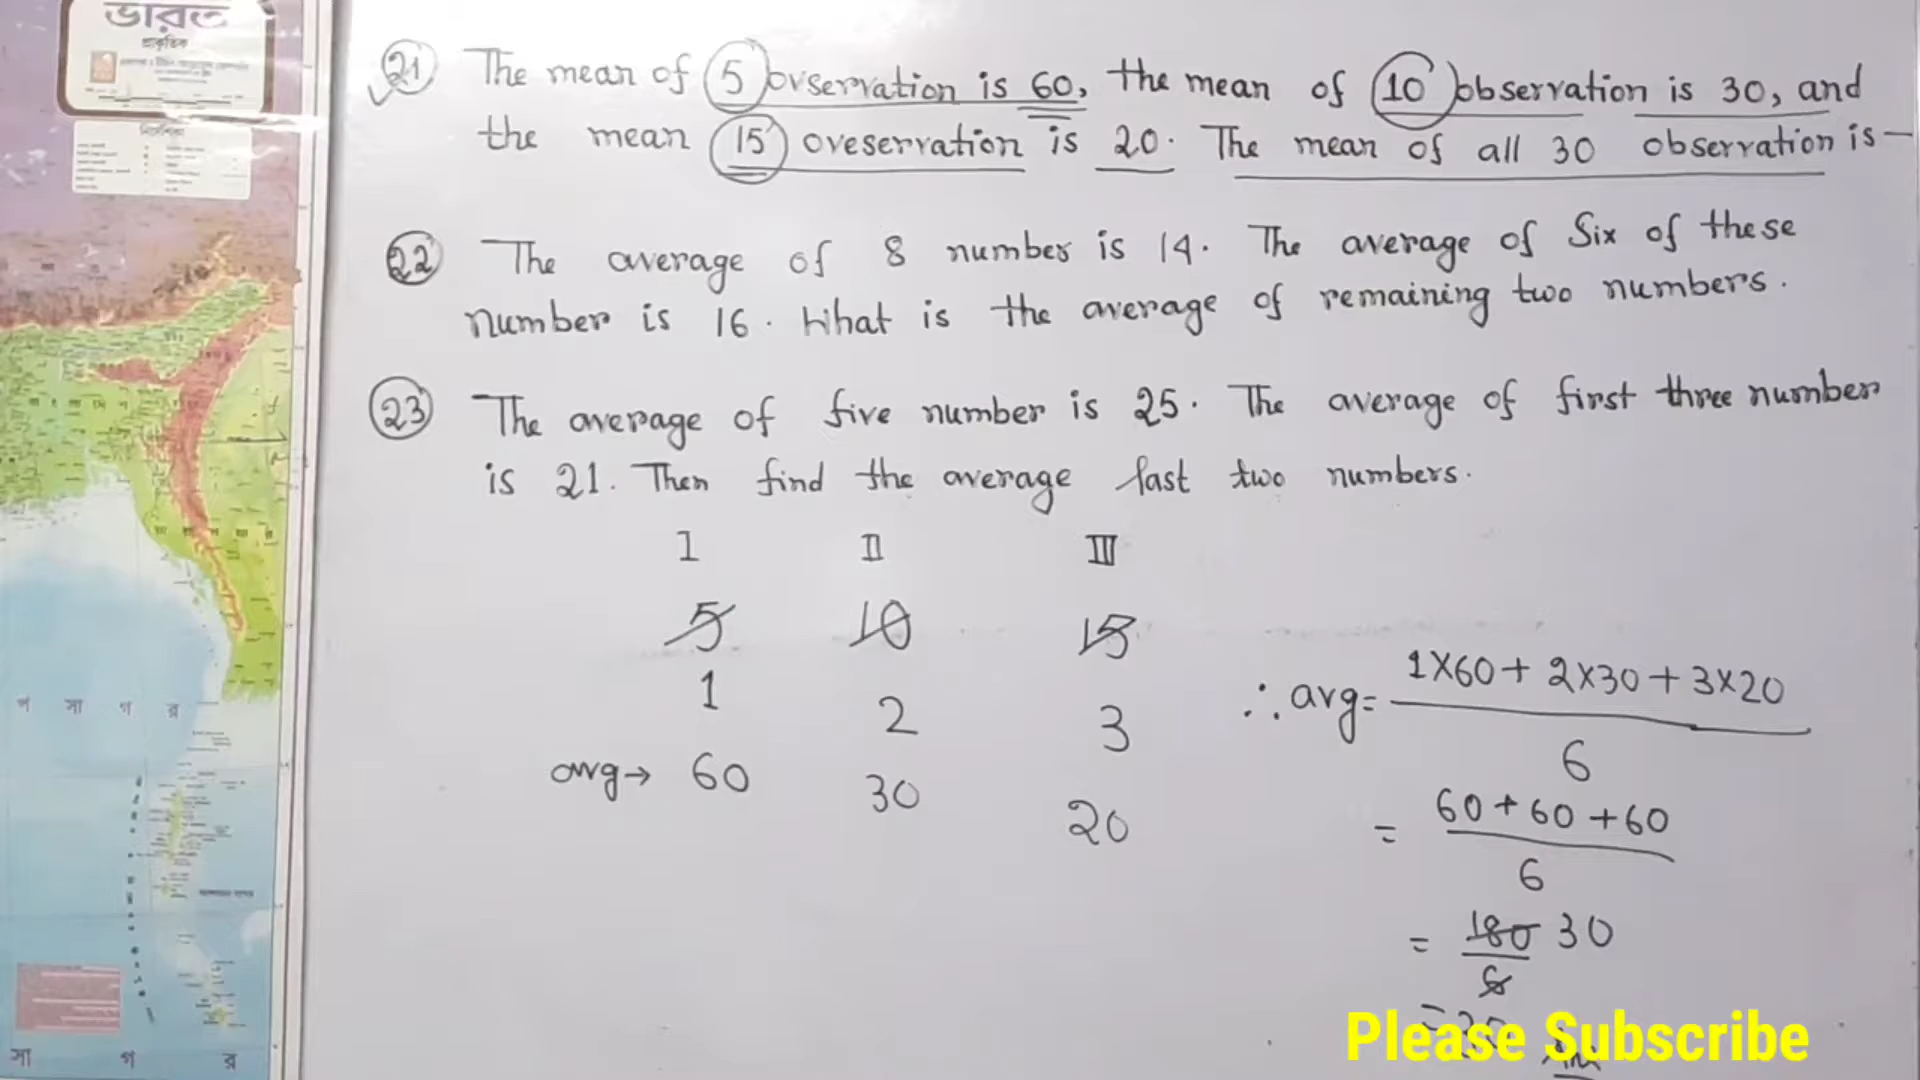 ভারত
প্রাকৃতিক
21 The mean of 5 ovservation is 60, the mean of 10 observation is 30, and
the mean 15 oveservation is 20. The mean of all 30 observation is —
22 The average of 8 number is 14. The average of Six of these
number is 16. What is the average of remaining two numbers.
23 The average of five number is 25. The average of first three number
is 21. Then find the average last two numbers.
I II III
5 10 15
1 2 3
avg→ 60 30 20
∴ avg = 1×60 + 2×30 + 3×20
6
= 60 + 60 + 60
6
= 180 30
6
= 30 Ans
প সা গ র
সা গ র
Please Subscribe